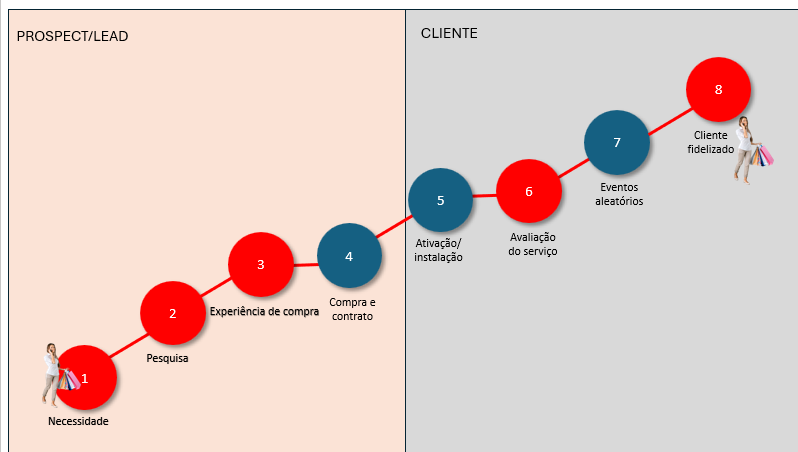 PROSPECT/LEAD
CLIENTE
1
Necessidade
2
Pesquisa
3
Experiência de compra
4
Compra e
contrato
5
Ativação/
instalação
6
Avaliação
do serviço
7
Eventos
aleatórios
8
Cliente
fidelizado